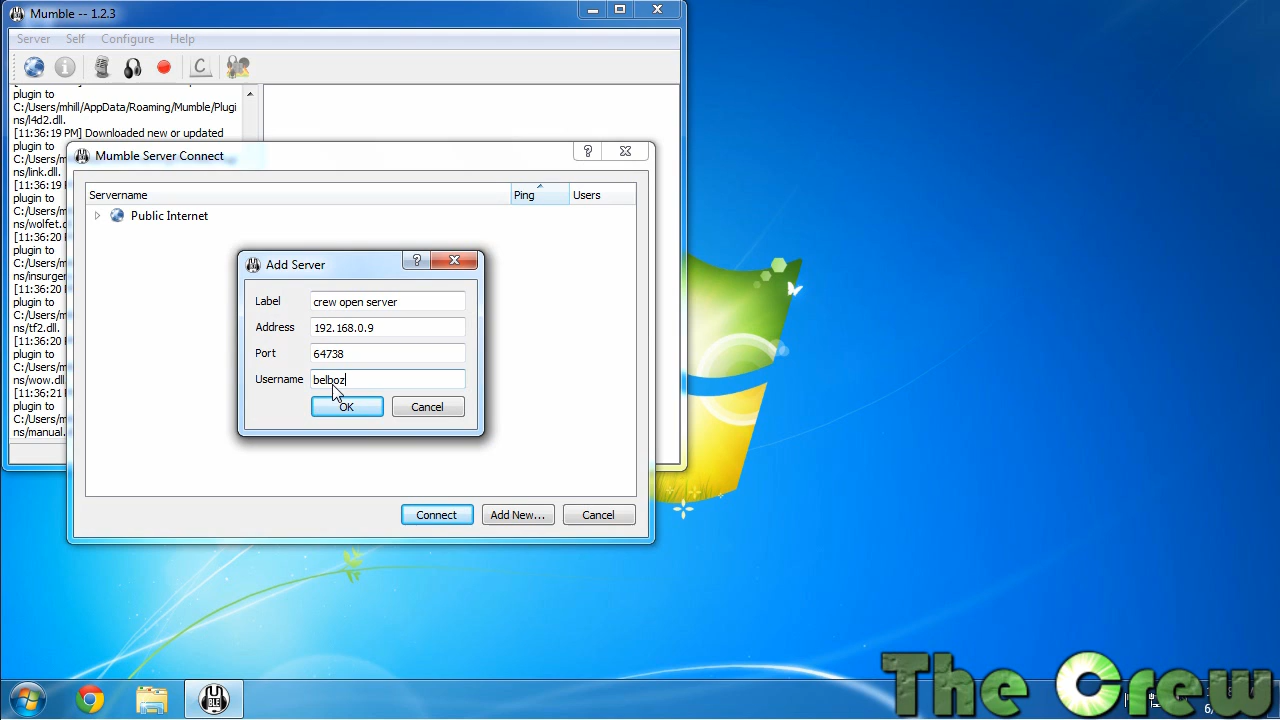 Mumble -- 1.2.3
Server Self Configure Help
plugin to
C:/Users/mhill/AppData/Roaming/Mumble/Plugi
ns/l4d2.dll.
[11:36:19 PM] Downloaded new or updated
plugin to
C:/Users/m
ns/link.dll.
[11:36:19 P
plugin to
C:/Users/m
ns/wolfet.d
[11:36:20
plugin to
C:/Users/m
ns/insurger
[11:36:20
plugin to
C:/Users/m
ns/tf2.dll.
[11:36:20
plugin to
C:/Users/m
ns/wow.dll
[11:36:21
plugin to
C:/Users/m
ns/manual.
Mumble Server Connect
Servername Ping Users
Public Internet
Add Server
Label crew open server
Address 192.168.0.9
Port 64738
Username belboz
OK Cancel
Connect Add New... Cancel
The Crew